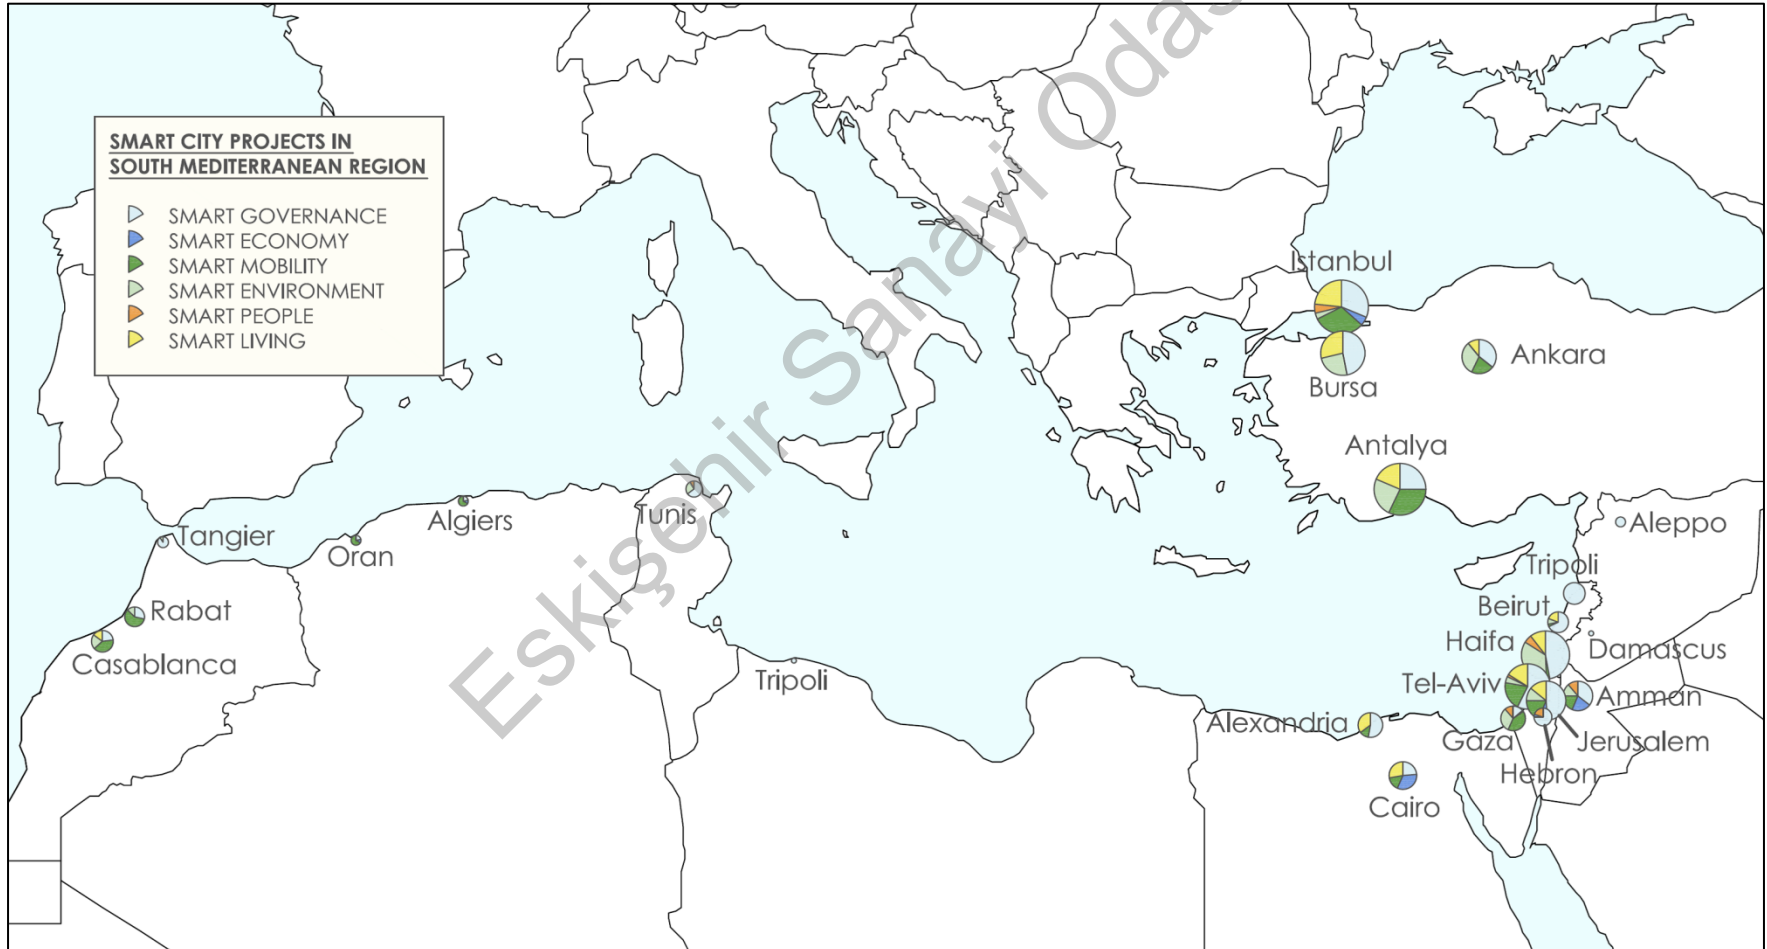 SMART CITY PROJECTS IN
SOUTH MEDITERRANEAN REGION
SMART GOVERNANCE
SMART ECONOMY
SMART MOBILITY
SMART ENVIRONMENT
SMART PEOPLE
SMART LIVING
Istanbul
Bursa
Ankara
Antalya
Tangier
Oran
Algiers
Tunis
Aleppo
Tripoli
Beirut
Rabat
Casablanca
Haifa
Damascus
Tripoli
Tel-Aviv
Amman
Alexandria
Gaza
Jerusalem
Hebron
Cairo
Eskişehir Sanayi Odas